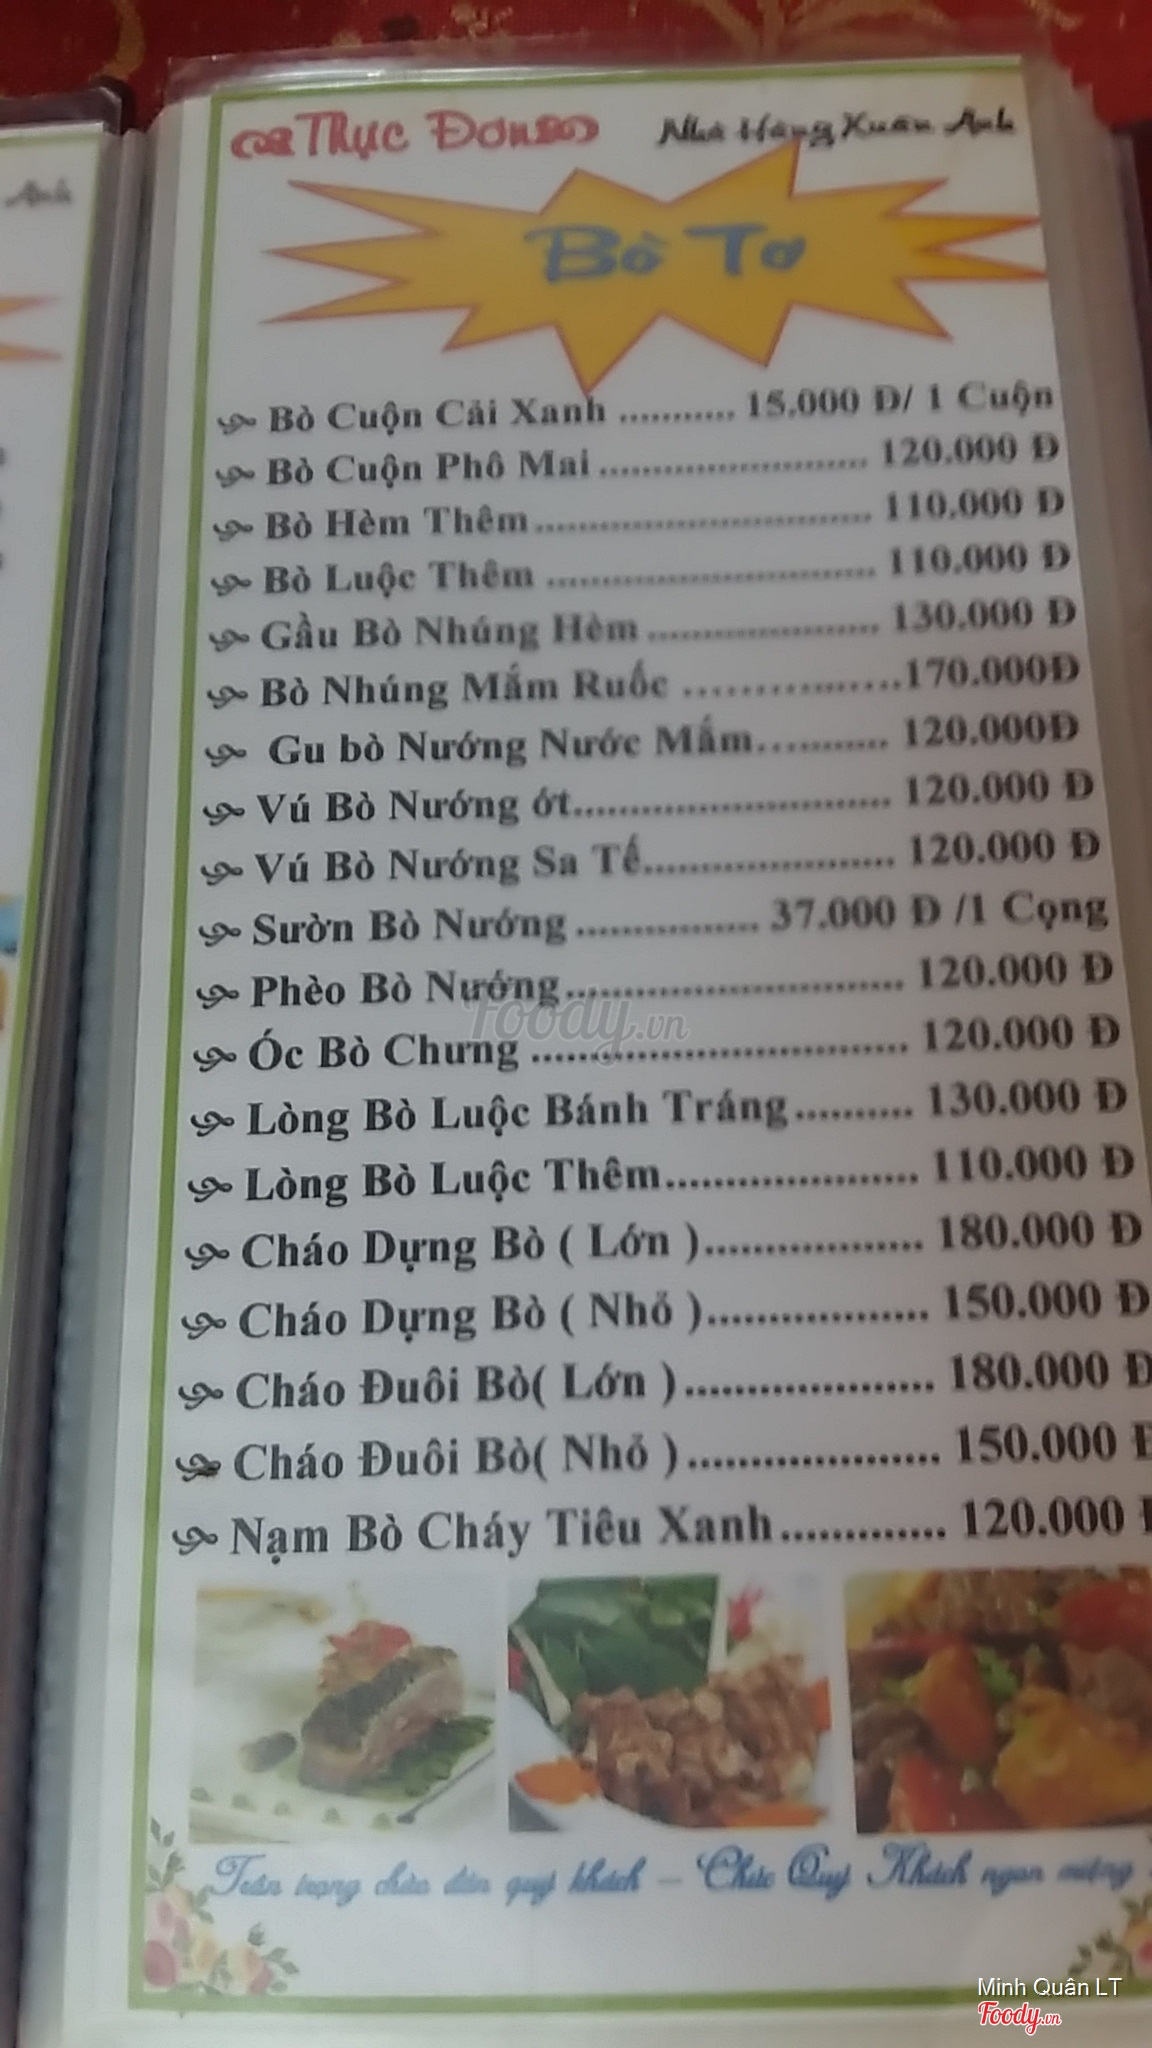 Thực Đơn
Nhà Hàng Xuân Anh
Anh
Bò Tơ
Bò Cuộn Cải Xanh ........... 15.000 Đ/ 1 Cuộn
Bò Cuộn Phô Mai ......................... 120.000 Đ
Bò Hèm Thêm ................................ 110.000 Đ
Bò Luộc Thêm ............................... 110.000 Đ
Gầu Bò Nhúng Hèm ...................... 130.000 Đ
Bò Nhúng Mắm Ruốc ......................170.000Đ
Gu bò Nướng Nước Mắm............. 120.000Đ
Vú Bò Nướng ớt.............................. 120.000 Đ
Vú Bò Nướng Sa Tế........................ 120.000 Đ
Sườn Bò Nướng ................. 37.000 Đ /1 Cọng
Phèo Bò Nướng................................ 120.000 Đ
Óc Bò Chưng ................................... 120.000 Đ
Lòng Bò Luộc Bánh Tráng........... 130.000 Đ
Lòng Bò Luộc Thêm....................... 110.000 Đ
Cháo Dựng Bò ( Lớn ).................... 180.000 Đ
Cháo Dựng Bò ( Nhỏ ).................... 150.000 Đ
Cháo Đuôi Bò( Lớn )...................... 180.000 Đ
Cháo Đuôi Bò( Nhỏ )...................... 150.000 Đ
Nạm Bò Cháy Tiêu Xanh.............. 120.000 Đ
Foody.vn
Trân trọng chào đón quý khách – Chúc Quý Khách ngon miệng
Minh Quân LT
Foody.vn